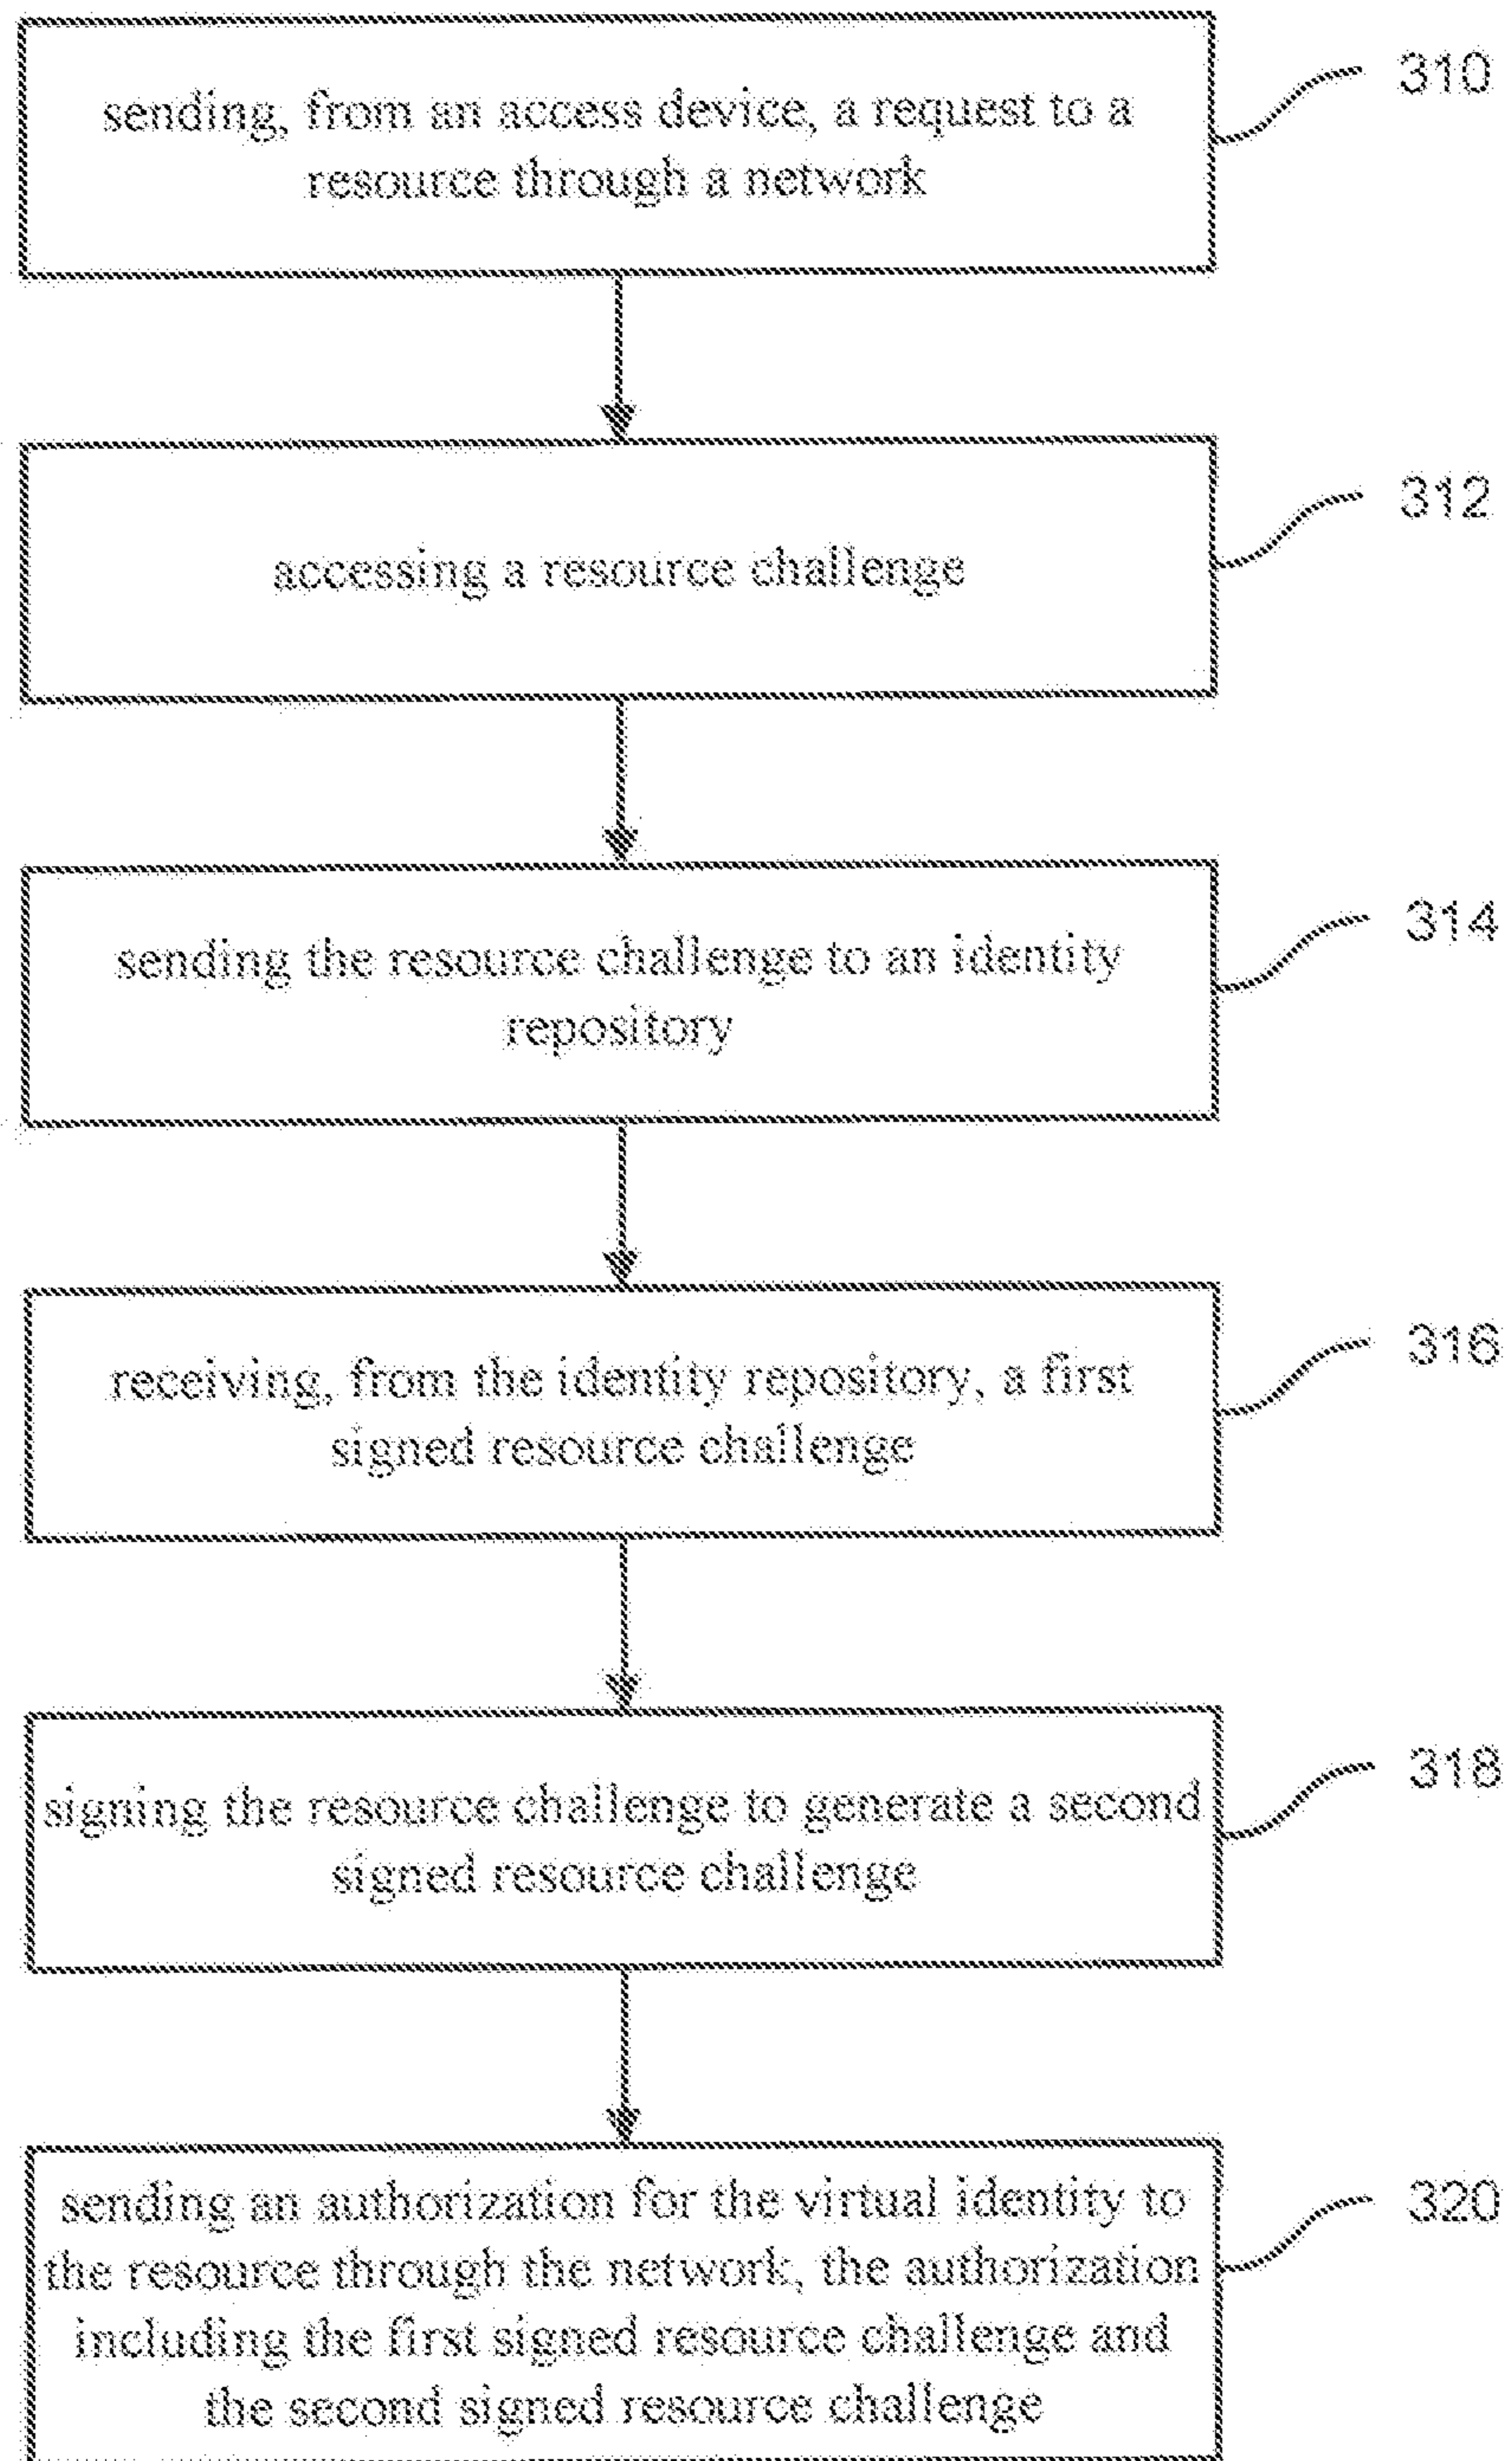 sending, from an access device, a request to a
resource through a network
310
accessing a resource challenge
312
sending the resource challenge to an identity
repository
314
receiving, from the identity repository, a first
signed resource challenge
316
signing the resource challenge to generate a second
signed resource challenge
318
sending an authorization for the virtual identity to
the resource through the network, the authorization
including the first signed resource challenge and
the second signed resource challenge
320